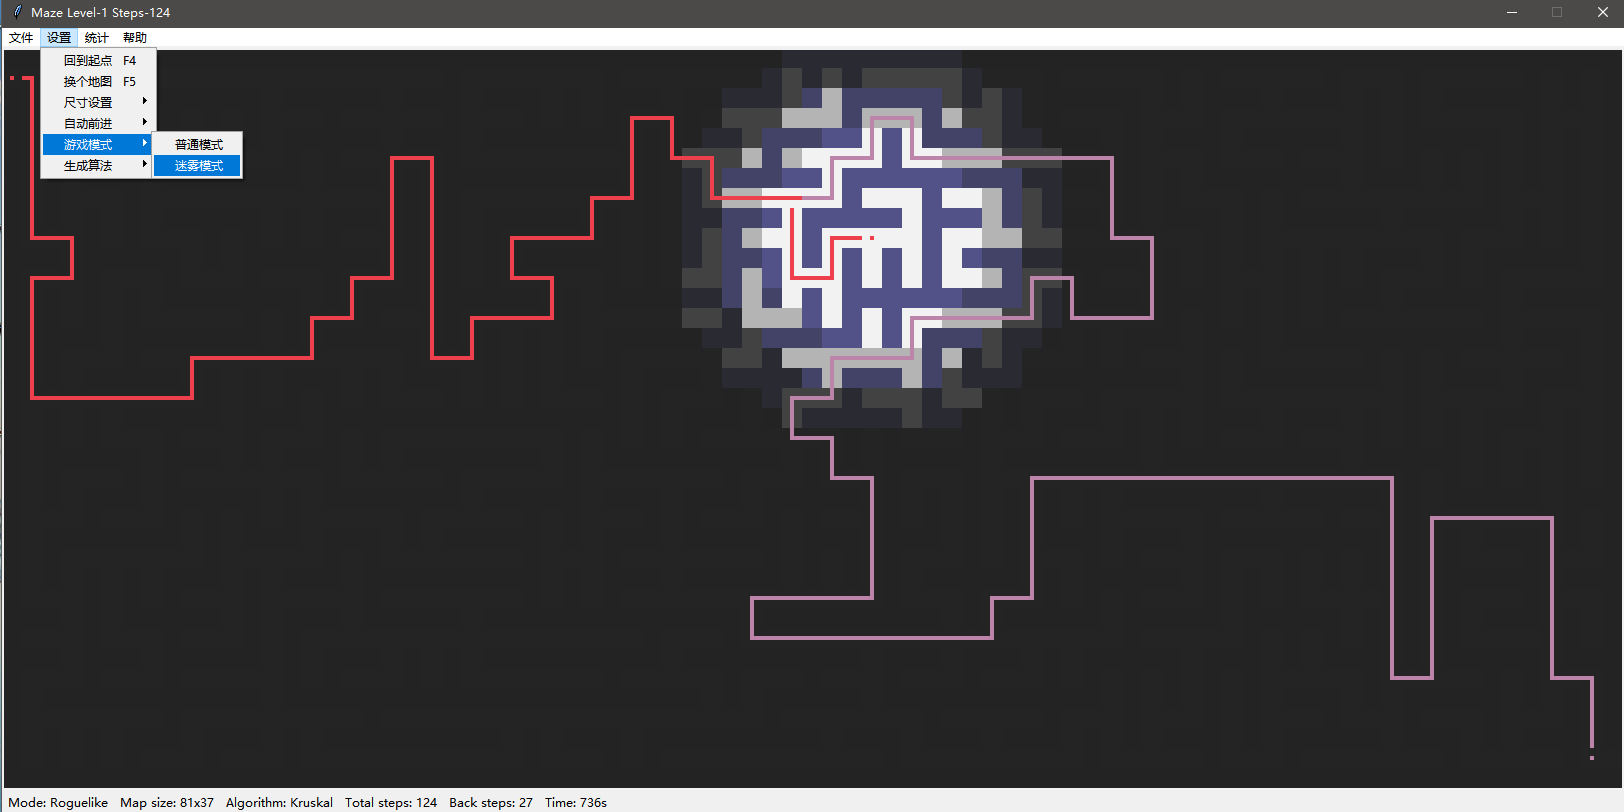 Maze Level-1 Steps-124
文件 设置 统计 帮助
回到起点 F4
换个地图 F5
尺寸设置
自动前进
游戏模式 普通模式
生成算法 迷雾模式
Mode: Roguelike Map size: 81x37 Algorithm: Kruskal Total steps: 124 Back steps: 27 Time: 736s